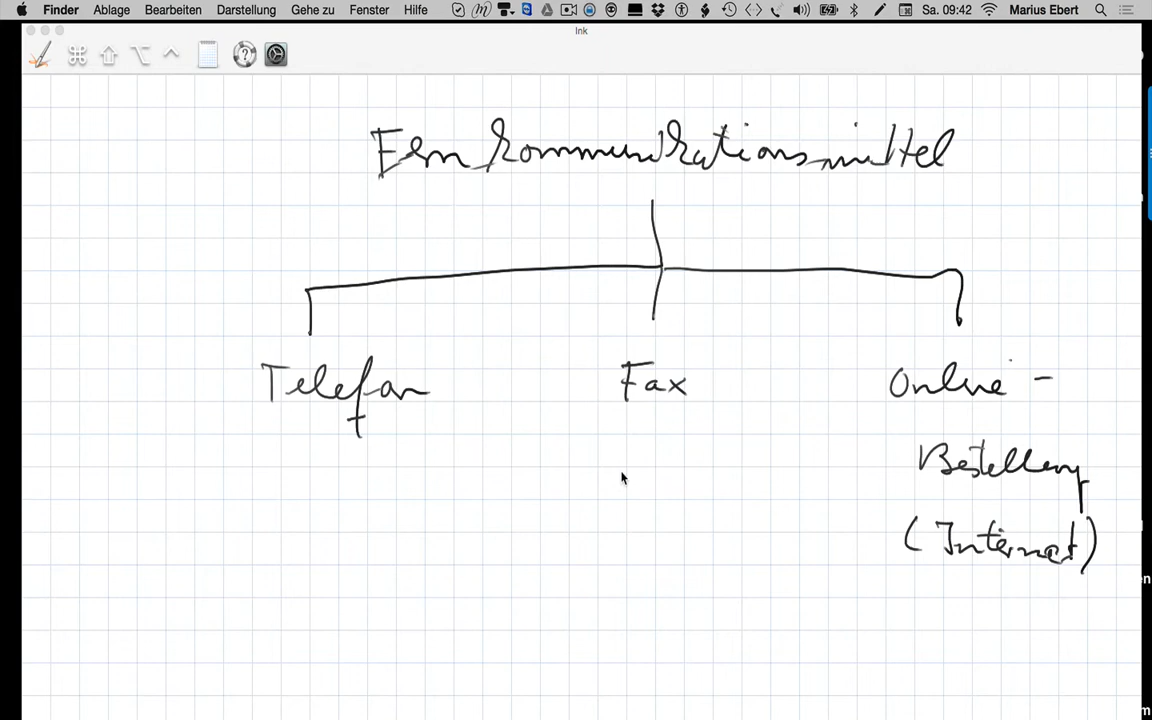 Finder Ablage Bearbeiten Darstellung Gehe zu Fenster Hilfe Sa. 09:42 Marius Ebert
Ink
Fernkommunikationsmittel
Telefon Fax Online -
Bestellung
(Internet)